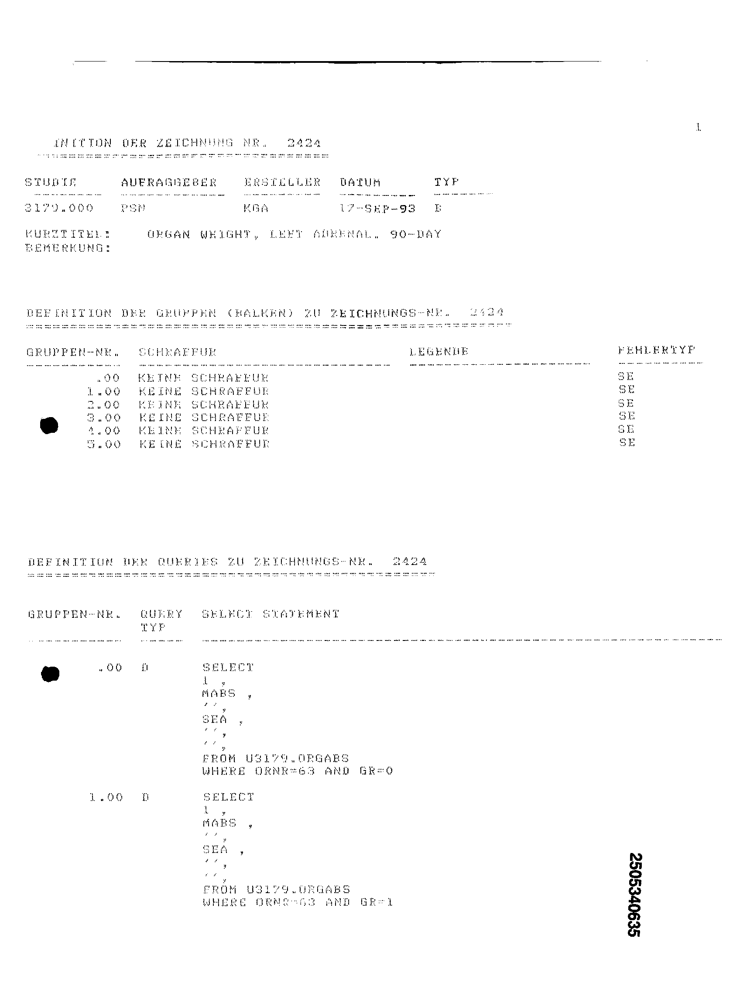 1
INITION DER ZEICHNUNG NR. 2424
==================================
STUDIE AUFRAGGEBER ERSTELLER DATUM TYP
3179.000 PSN KGA 17-SEP-93 B
KURZTITEL: ORGAN WEIGHT, LEFT ADRENAL. 90-DAY
BEMERKUNG:
DEFINITION DER GRUPPEN (BALKEN) ZU ZEICHNUNGS-NR. 2424
=========================================================
GRUPPEN-NR. SCHRAFFUR LEGENDE FEHLERTYP
.00 KEINE SCHRAFFUR SE
1.00 KEINE SCHRAFFUR SE
2.00 KEINE SCHRAFFUR SE
3.00 KEINE SCHRAFFUR SE
4.00 KEINE SCHRAFFUR SE
5.00 KEINE SCHRAFFUR SE
DEFINITION DER QUERIES ZU ZEICHNUNGS-NR. 2424
================================================
GRUPPEN-NR. QUERY SELECT STATEMENT
TYP
.00 D SELECT
1 ,
MABS ,
'',
SEA ,
'',
'',
FROM U3179.ORGABS
WHERE ORNR=63 AND GR=0
1.00 D SELECT
1 ,
MABS ,
'',
SEA ,
'',
'',
FROM U3179.ORGABS
WHERE ORNR=63 AND GR=1
2505340635